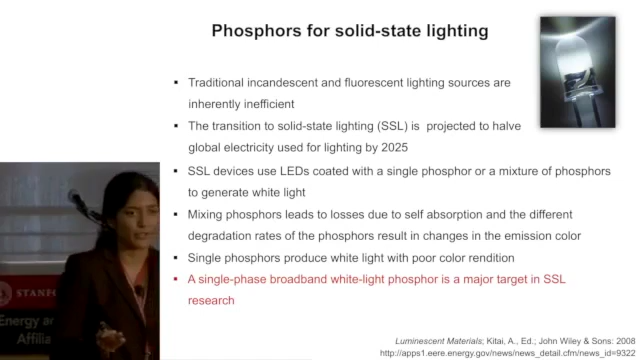 Phosphors for solid-state lighting
▪ Traditional incandescent and fluorescent lighting sources are
inherently inefficient
▪ The transition to solid-state lighting (SSL) is projected to halve
global electricity used for lighting by 2025
▪ SSL devices use LEDs coated with a single phosphor or a mixture of phosphors
to generate white light
▪ Mixing phosphors leads to losses due to self absorption and the different
degradation rates of the phosphors result in changes in the emission color
▪ Single phosphors produce white light with poor color rendition
▪ A single-phase broadband white-light phosphor is a major target in SSL
research
STANF
Energy a
Affilia
Luminescent Materials; Kitai, A., Ed.; John Wiley & Sons: 2008
http://apps1.eere.energy.gov/news/news_detail.cfm/news_id=9322